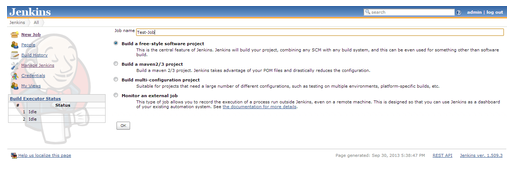 Jenkins
search
admin | log out
Jenkins
All
New Job
People
Build History
Manage Jenkins
Credentials
My Views
Build Executor Status
# Status
1 Idle
2 Idle
Job name Test-Job
Build a free-style software project
This is the central feature of Jenkins. Jenkins will build your project, combining any SCM with any build system, and this can be even used for something other than software
build.
Build a maven2/3 project
Build a maven 2/3 project. Jenkins takes advantage of your POM files and drastically reduces the configuration.
Build multi-configuration project
Suitable for projects that need a large number of different configurations, such as testing on multiple environments, platform-specific builds, etc.
Monitor an external job
This type of job allows you to record the execution of a process run outside Jenkins, even on a remote machine. This is designed so that you can use Jenkins as a dashboard
of your existing automation system. See the documentation for more details.
OK
Help us localize this page
Page generated: Sep 30, 2013 5:36:47 PM REST API Jenkins ver. 1.509.3